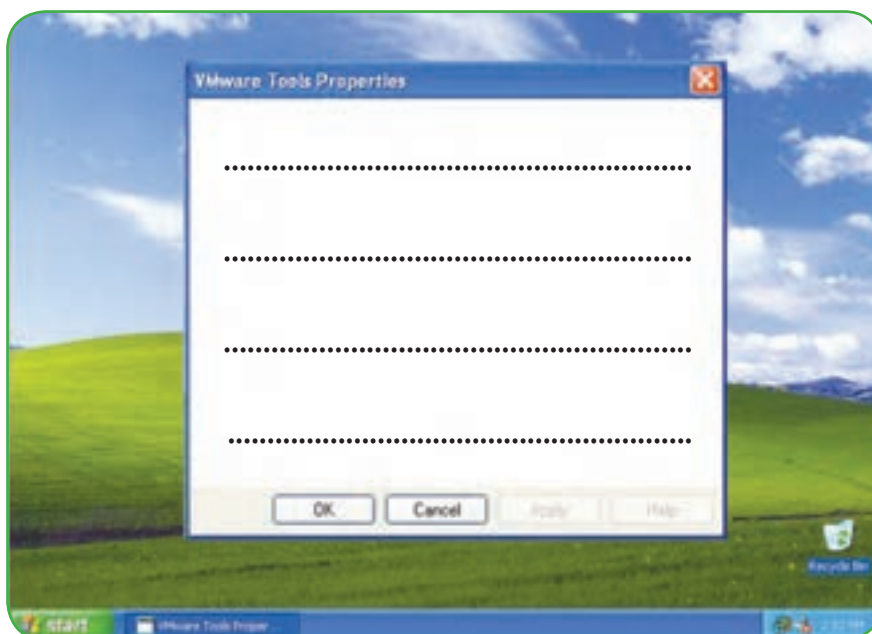 VMware Tools Properties
OK
Cancel
Apply
Help
Recycle Bin
start
VMware Tools Proper...